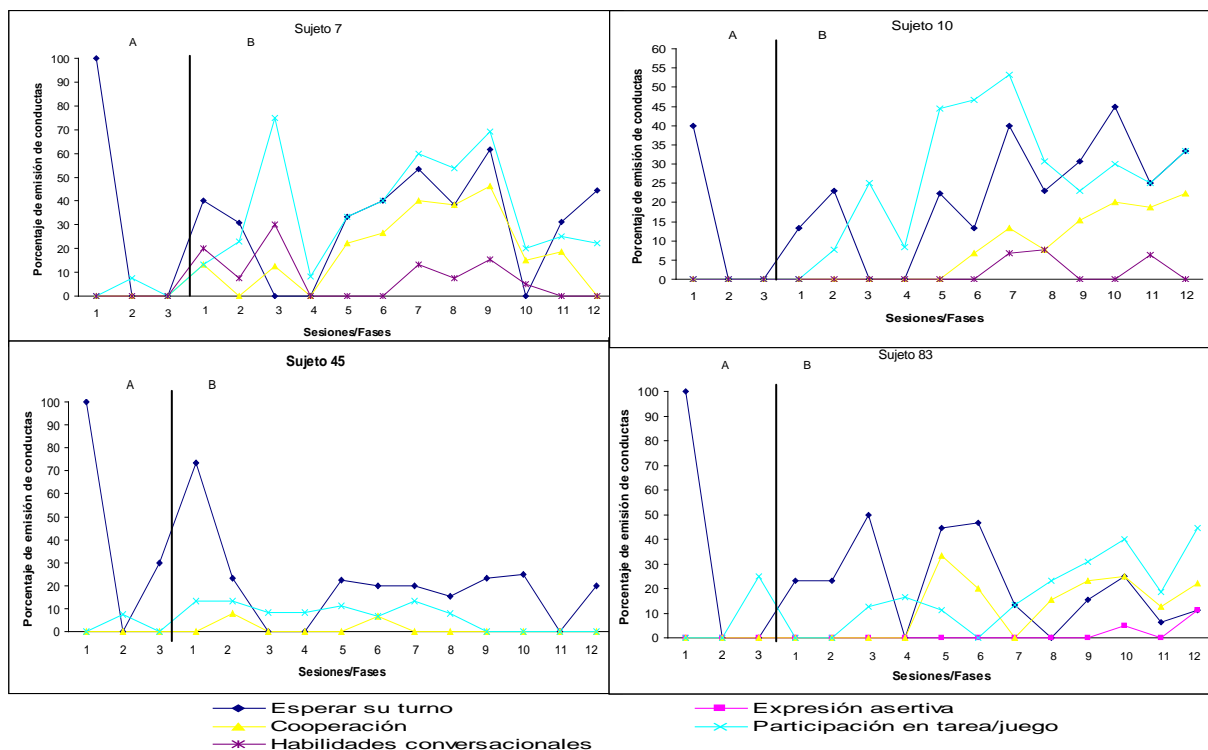 Sujeto 7
A B
Porcentaje de emisión de conductas
100
90
80
70
60
50
40
30
20
10
0
1 2 3 1 2 3 4 5 6 7 8 9 10 11 12
Sesiones/Fases
Sujeto 10
A B
Porcentaje de emisión de conductas
60
55
50
45
40
35
30
25
20
15
10
5
0
1 2 3 1 2 3 4 5 6 7 8 9 10 11 12
Sesiones/Fases
Sujeto 45
A B
Porcentaje de emisión de conductas
100
90
80
70
60
50
40
30
20
10
0
1 2 3 1 2 3 4 5 6 7 8 9 10 11 12
Sesiones/Fases
Sujeto 83
A B
Porcentaje de emisión de conductas
100
90
80
70
60
50
40
30
20
10
0
1 2 3 1 2 3 4 5 6 7 8 9 10 11 12
Sesiones/Fases
Esperar su turno
Cooperación
Habilidades conversacionales
Expresión asertiva
Participación en tarea/juego